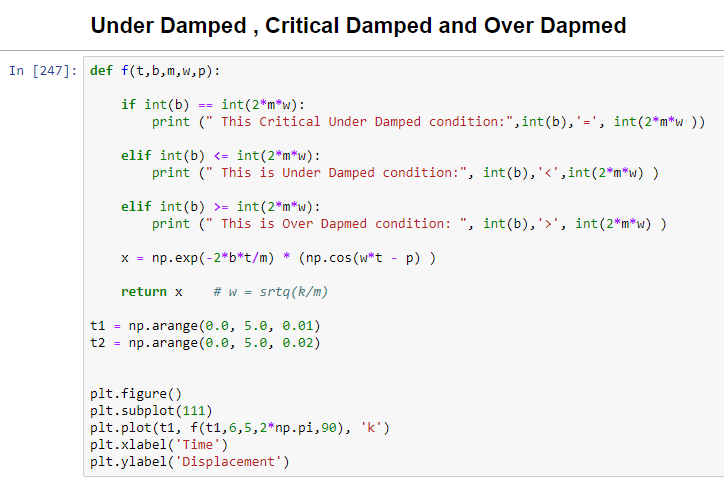 Under Damped , Critical Damped and Over Dapmed
In [247]: def f(t,b,m,w,p):
if int(b) == int(2*m*w):
print (" This Critical Under Damped condition:",int(b),'=', int(2*m*w ))
elif int(b) <= int(2*m*w):
print (" This is Under Damped condition:", int(b),'<',int(2*m*w) )
elif int(b) >= int(2*m*w):
print (" This is Over Dapmed condition: ", int(b),'>', int(2*m*w) )
x = np.exp(-2*b*t/m) * (np.cos(w*t - p) )
return x    # w = srtq(k/m)
t1 = np.arange(0.0, 5.0, 0.01)
t2 = np.arange(0.0, 5.0, 0.02)
plt.figure()
plt.subplot(111)
plt.plot(t1, f(t1,6,5,2*np.pi,90), 'k')
plt.xlabel('Time')
plt.ylabel('Displacement')